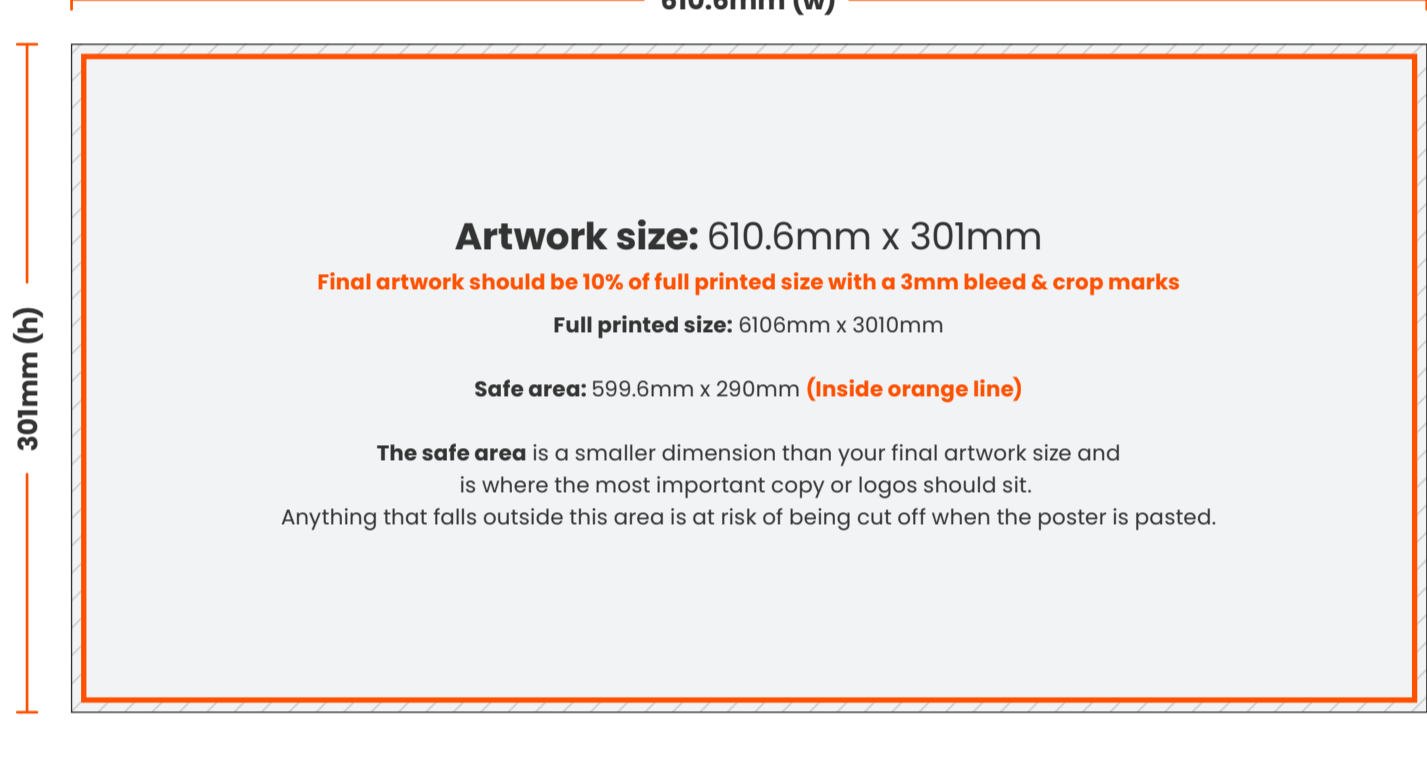 610.6mm (w)
301mm (h)
Artwork size: 610.6mm x 301mm
Final artwork should be 10% of full printed size with a 3mm bleed & crop marks
Full printed size: 6106mm x 3010mm
Safe area: 599.6mm x 290mm (Inside orange line)
The safe area is a smaller dimension than your final artwork size and
is where the most important copy or logos should sit.
Anything that falls outside this area is at risk of being cut off when the poster is pasted.